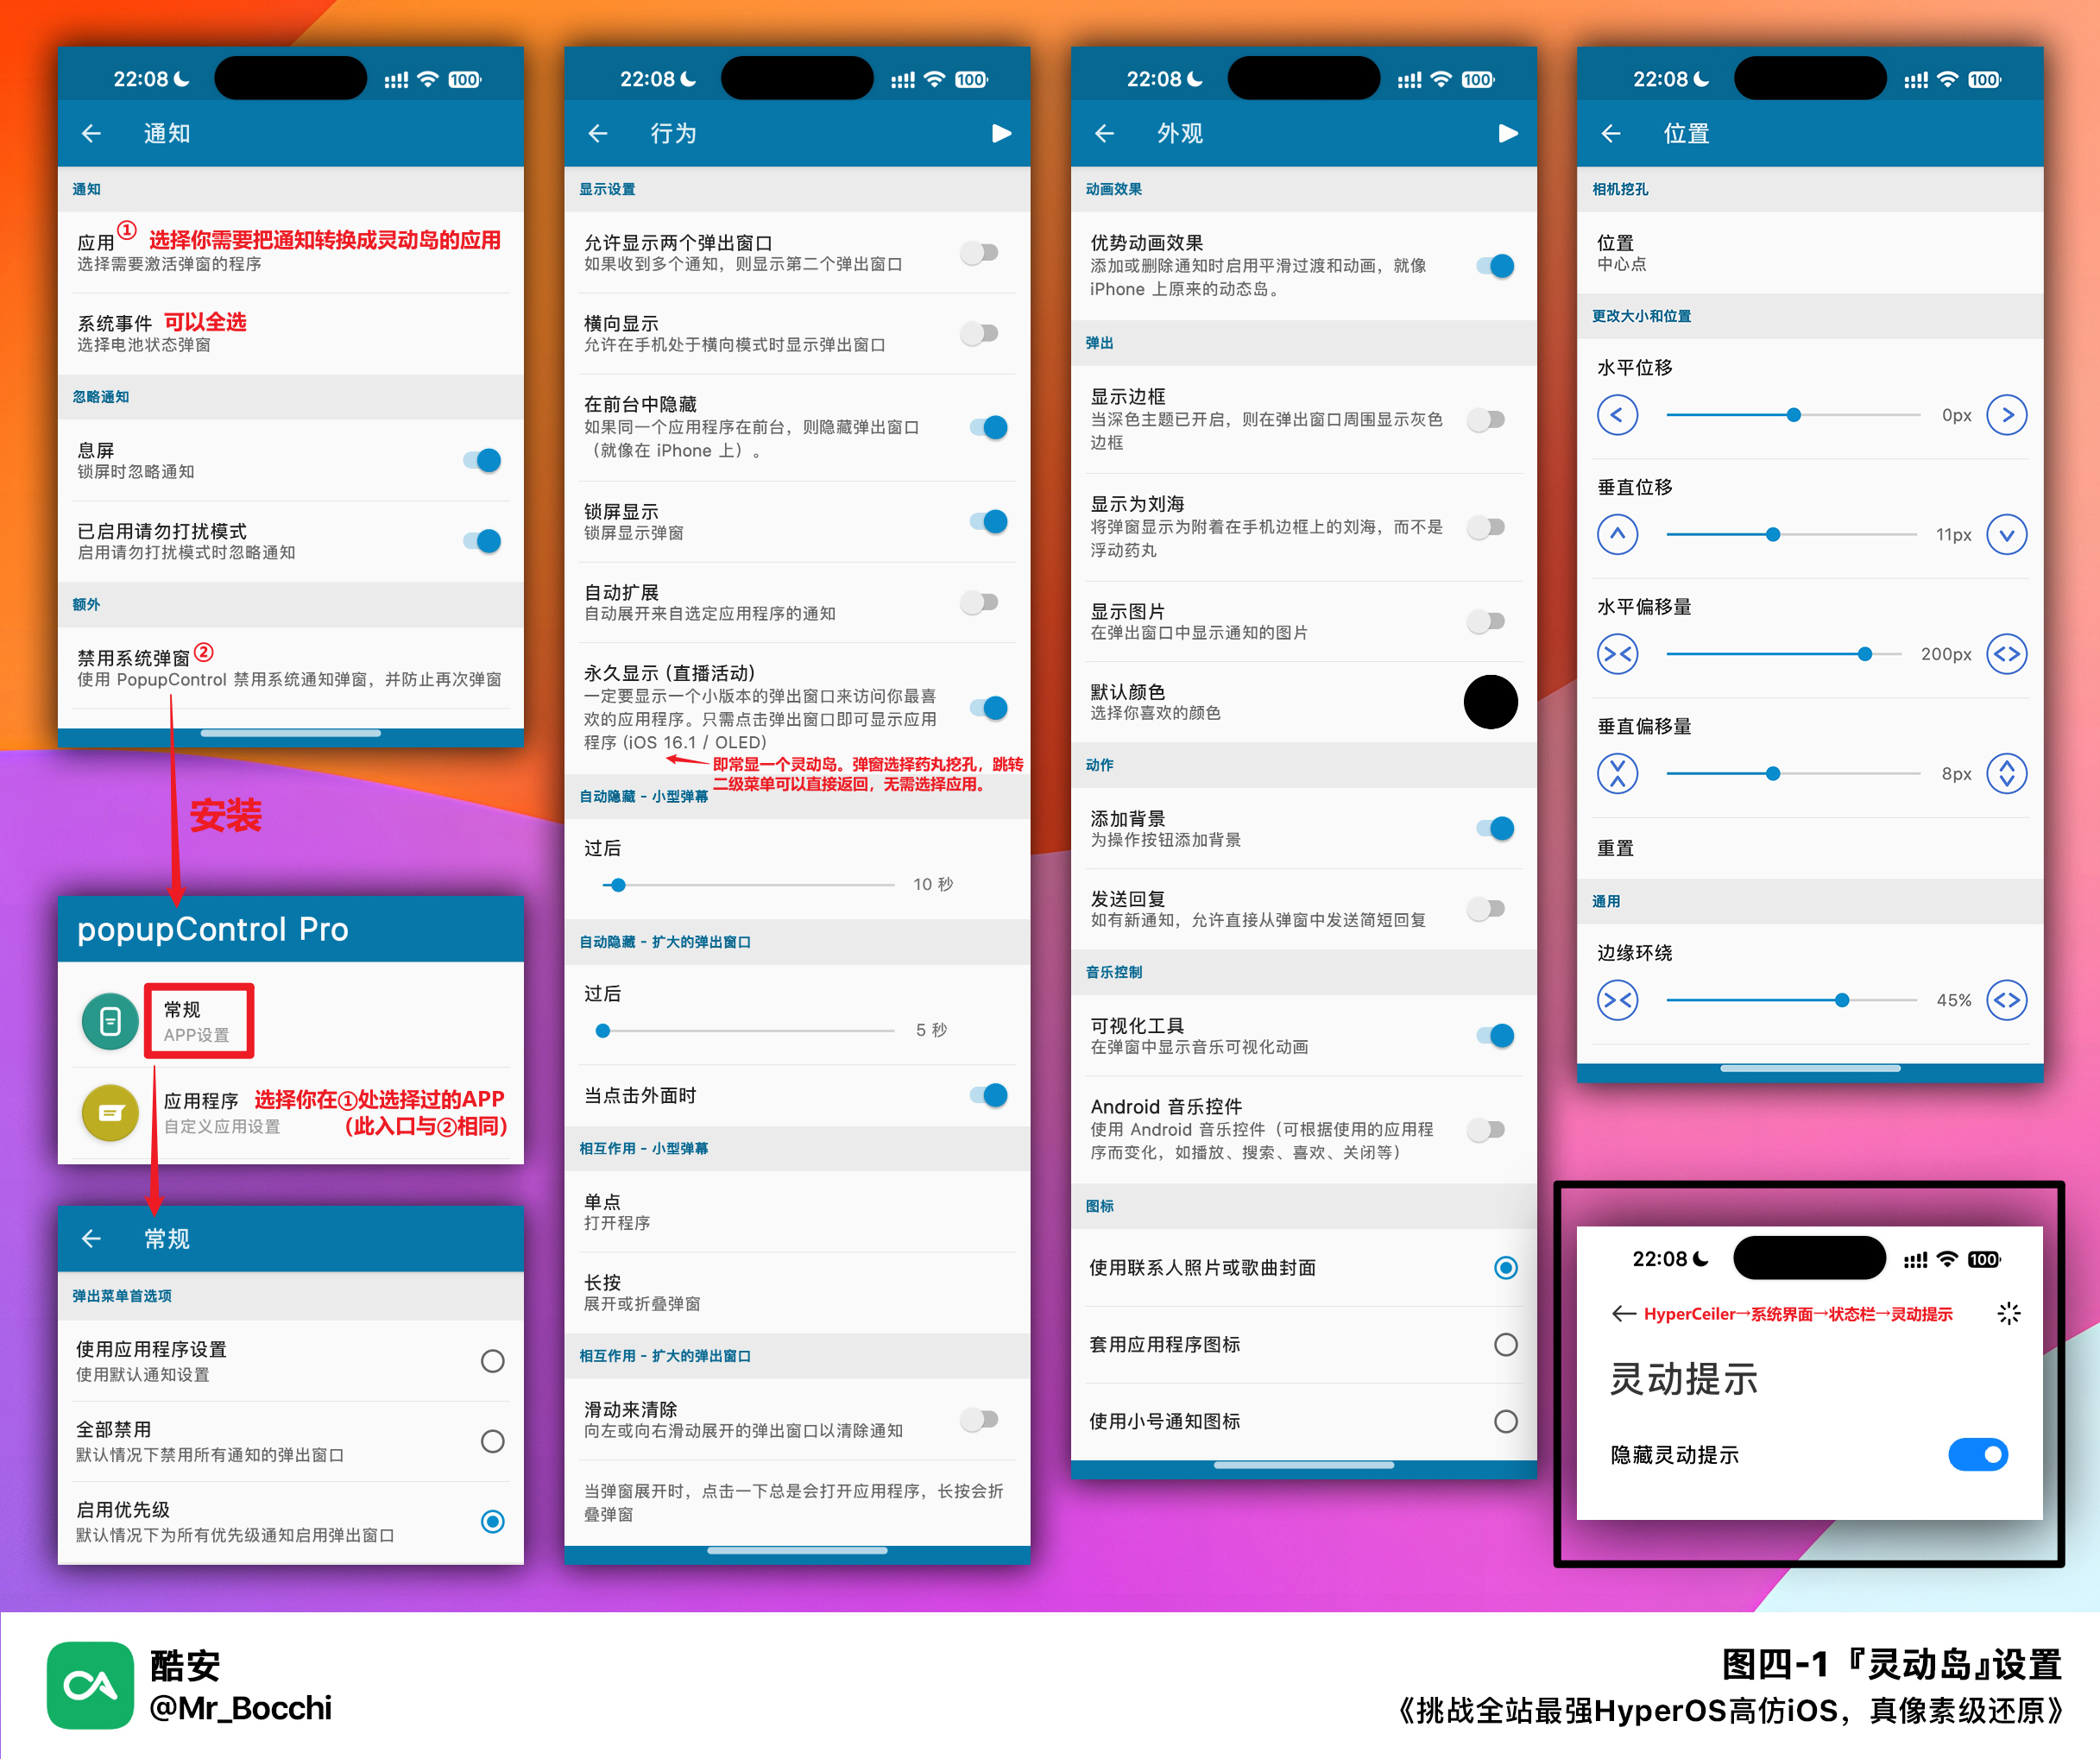 22:08
100
通知
通知
应用① 选择你需要把通知转换成灵动岛的应用
选择需要激活弹窗的程序
系统事件 可以全选
选择电池状态弹窗
忽略通知
息屏
锁屏时忽略通知
已启用请勿打扰模式
启用请勿打扰模式时忽略通知
额外
禁用系统弹窗②
使用 PopupControl 禁用系统通知弹窗，并防止再次弹窗
安装
popupControl Pro
常规
APP设置
应用程序 选择你在①处选择过的APP
自定义应用设置 （此入口与②相同）
常规
弹出菜单首选项
使用应用程序设置
使用默认通知设置
全部禁用
默认情况下禁用所有通知的弹出窗口
启用优先级
默认情况下为所有优先级通知启用弹出窗口
22:08
100
行为
显示设置
允许显示两个弹出窗口
如果收到多个通知，则显示第二个弹出窗口
横向显示
允许在手机处于横向模式时显示弹出窗口
在前台中隐藏
如果同一个应用程序在前台，则隐藏弹出窗口
（就像在 iPhone 上）。
锁屏显示
锁屏显示弹窗
自动扩展
自动展开来自选定应用程序的通知
永久显示 (直播活动)
一定要显示一个小版本的弹出窗口来访问你最喜
欢的应用程序。只需点击弹出窗口即可显示应用
程序 (iOS 16.1 / OLED)
即常显一个灵动岛。弹窗选择药丸挖孔，跳转
二级菜单可以直接返回，无需选择应用。
自动隐藏 - 小型弹幕
过后
10 秒
自动隐藏 - 扩大的弹出窗口
过后
5 秒
当点击外面时
相互作用 - 小型弹幕
单点
打开程序
长按
展开或折叠弹窗
相互作用 - 扩大的弹出窗口
滑动来清除
向左或向右滑动展开的弹出窗口以清除通知
当弹窗展开时，点击一下总是会打开应用程序，长按会折
叠弹窗
22:08
100
外观
动画效果
优势动画效果
添加或删除通知时启用平滑过渡和动画，就像
iPhone 上原来的动态岛。
弹出
显示边框
当深色主题已开启，则在弹出窗口周围显示灰色
边框
显示为刘海
将弹窗显示为附着在手机边框上的刘海，而不是
浮动药丸
显示图片
在弹出窗口中显示通知的图片
默认颜色
选择你喜欢的颜色
动作
添加背景
为操作按钮添加背景
发送回复
如有新通知，允许直接从弹窗中发送简短回复
音乐控制
可视化工具
在弹窗中显示音乐可视化动画
Android 音乐控件
使用 Android 音乐控件（可根据使用的应用程
序而变化，如播放、搜索、喜欢、关闭等）
图标
使用联系人照片或歌曲封面
套用应用程序图标
使用小号通知图标
22:08
100
位置
相机挖孔
位置
中心点
更改大小和位置
水平位移
0px
垂直位移
11px
水平偏移量
200px
垂直偏移量
8px
重置
通用
边缘环绕
45%
22:08
100
HyperCeiler→系统界面→状态栏→灵动提示
灵动提示
隐藏灵动提示
酷安
@Mr_Bocchi
图四-1『灵动岛』设置
《挑战全站最强HyperOS高仿iOS，真像素级还原》